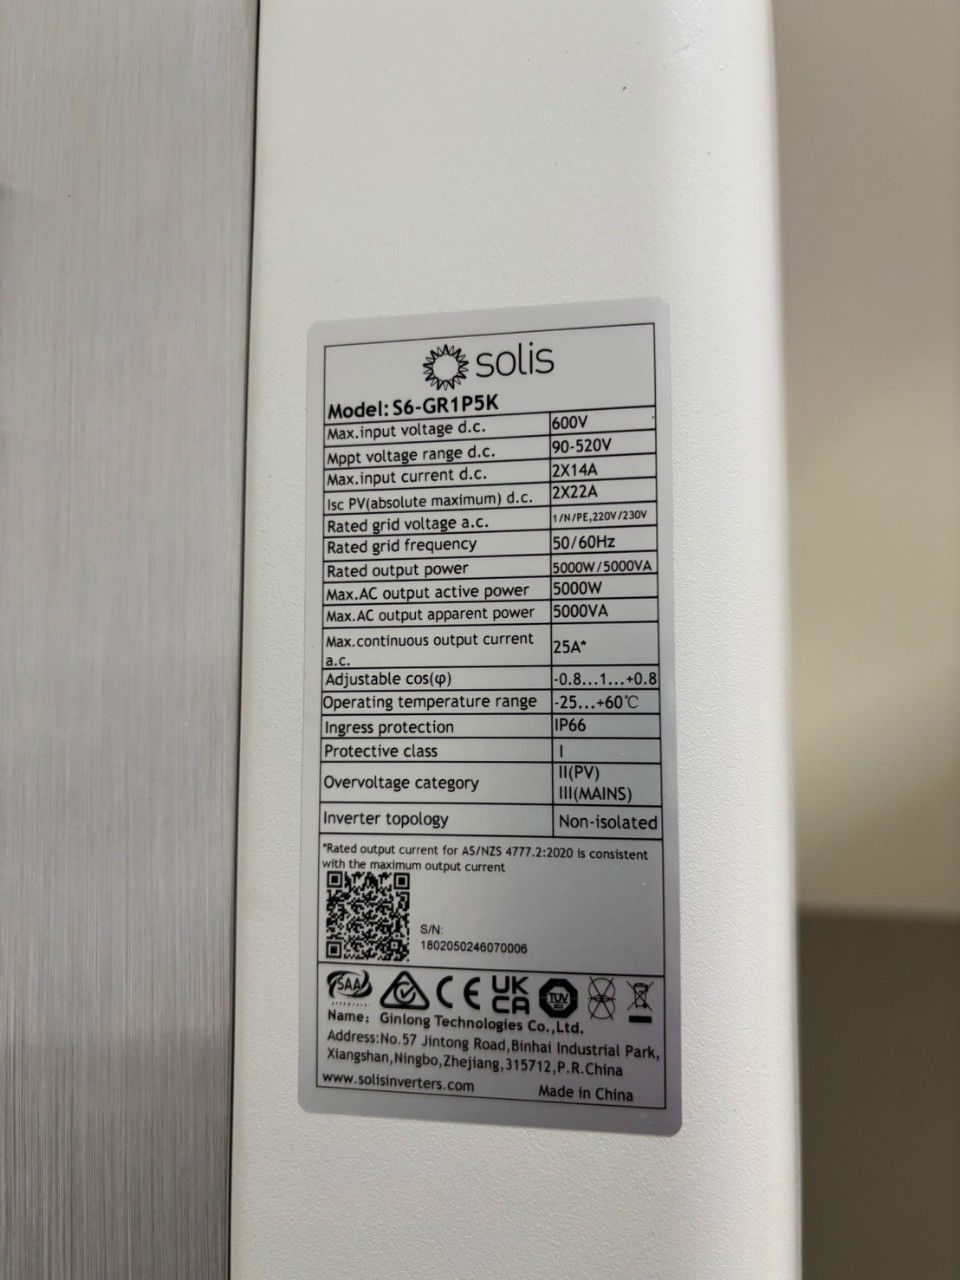 solis
Model: S6-GR1P5K
Max.input voltage d.c. 600V
Mppt voltage range d.c. 90-520V
Max.input current d.c. 2X14A
Isc PV(absolute maximum) d.c. 2X22A
Rated grid voltage a.c. 1/N/PE,220V/230V
Rated grid frequency 50/60Hz
Rated output power 5000W/5000VA
Max.AC output active power 5000W
Max.AC output apparent power 5000VA
Max.continuous output current
a.c. 25A*
Adjustable cos(φ) -0.8...1...+0.8
Operating temperature range -25...+60℃
Ingress protection IP66
Protective class I
Overvoltage category II(PV)
III(MAINS)
Inverter topology Non-isolated
*Rated output current for AS/NZS 4777.2:2020 is consistent
with the maximum output current
S/N:
1802050246070006
SAA CE UK CA TUV
Name: Ginlong Technologies Co.,Ltd.
Address:No.57 Jintong Road,Binhai Industrial Park,
Xiangshan,Ningbo,Zhejiang,315712,P.R.China
www.solisinverters.com Made in China